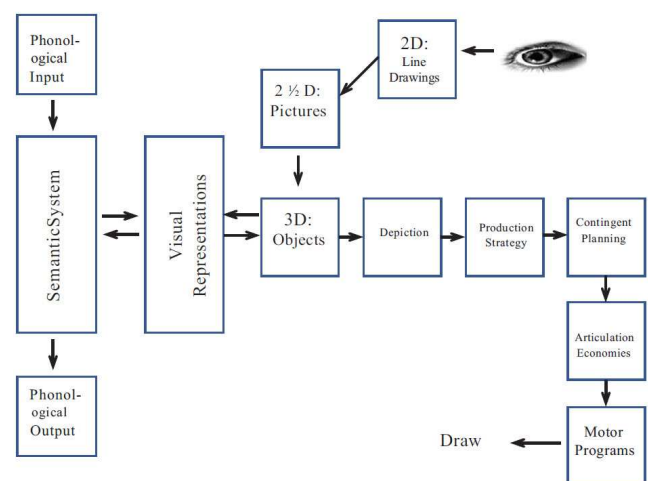 Phonol-
ogical
Input
2D:
Line
Drawings
2 ½ D:
Pictures
SemanticSystem
Visual
Representations
3D:
Objects
Depiction
Production
Strategy
Contingent
Planning
Articulation
Economies
Phonol-
ogical
Output
Draw
Motor
Programs